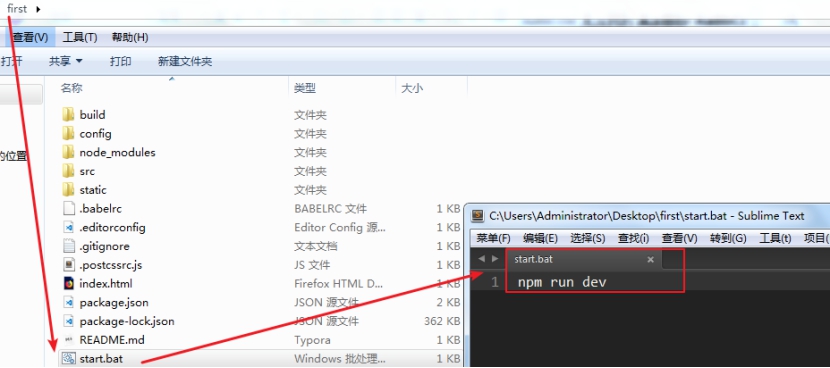 first
查看(V) 工具(T) 帮助(H)
打开 共享 打印 新建文件夹
名称 类型 大小
build 文件夹
config 文件夹
node_modules 文件夹
的位置
src 文件夹
static 文件夹
.babelrc BABELRC 文件 1 KB
.editorconfig Editor Config 源... 1 KB
.gitignore 文本文档 1 KB
.postcssrc.js JS 文件 1 KB
index.html Firefox HTML D... 1 KB
package.json JSON 源文件 2 KB
package-lock.json JSON 源文件 362 KB
README.md Typora 1 KB
start.bat Windows 批处理... 1 KB
C:\Users\Administrator\Desktop\first\start.bat - Sublime Text
菜单(F) 编辑(E) 选择(S) 查找(i) 查看(V) 转到(G) 工具(t) 项目(
start.bat
1 npm run dev